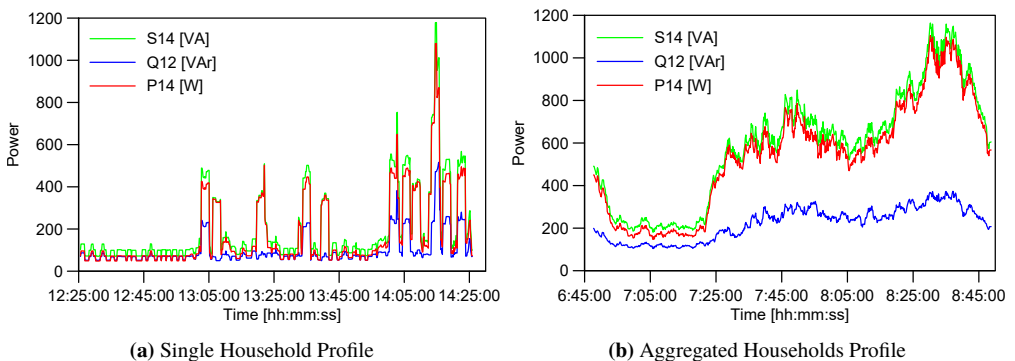 1200
1000
800
600
400
200
0
Power
S14 [VA]
Q12 [VAr]
P14 [W]
12:25:00 12:45:00 13:05:00 13:25:00 13:45:00 14:05:00 14:25:00
Time [hh:mm:ss]
(a) Single Household Profile
1200
1000
800
600
400
200
0
Power
S14 [VA]
Q12 [VAr]
P14 [W]
6:45:00 7:05:00 7:25:00 7:45:00 8:05:00 8:25:00 8:45:00
Time [hh:mm:ss]
(b) Aggregated Households Profile